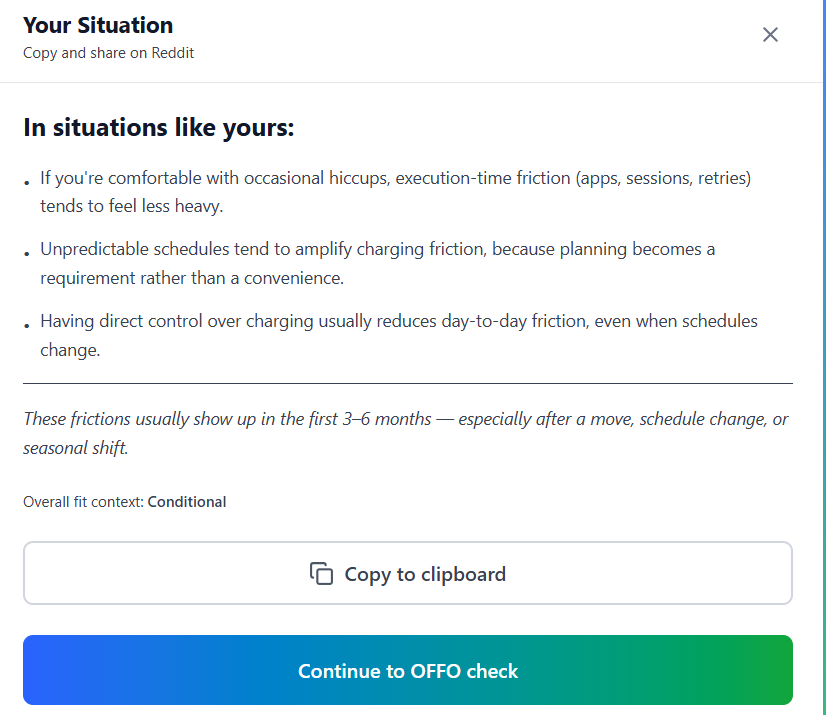 Your Situation
Copy and share on Reddit
In situations like yours:
• If you're comfortable with occasional hiccups, execution-time friction (apps, sessions, retries)
tends to feel less heavy.
• Unpredictable schedules tend to amplify charging friction, because planning becomes a
requirement rather than a convenience.
• Having direct control over charging usually reduces day-to-day friction, even when schedules
change.
These frictions usually show up in the first 3–6 months — especially after a move, schedule change, or
seasonal shift.
Overall fit context: Conditional
Copy to clipboard
Continue to OFFO check